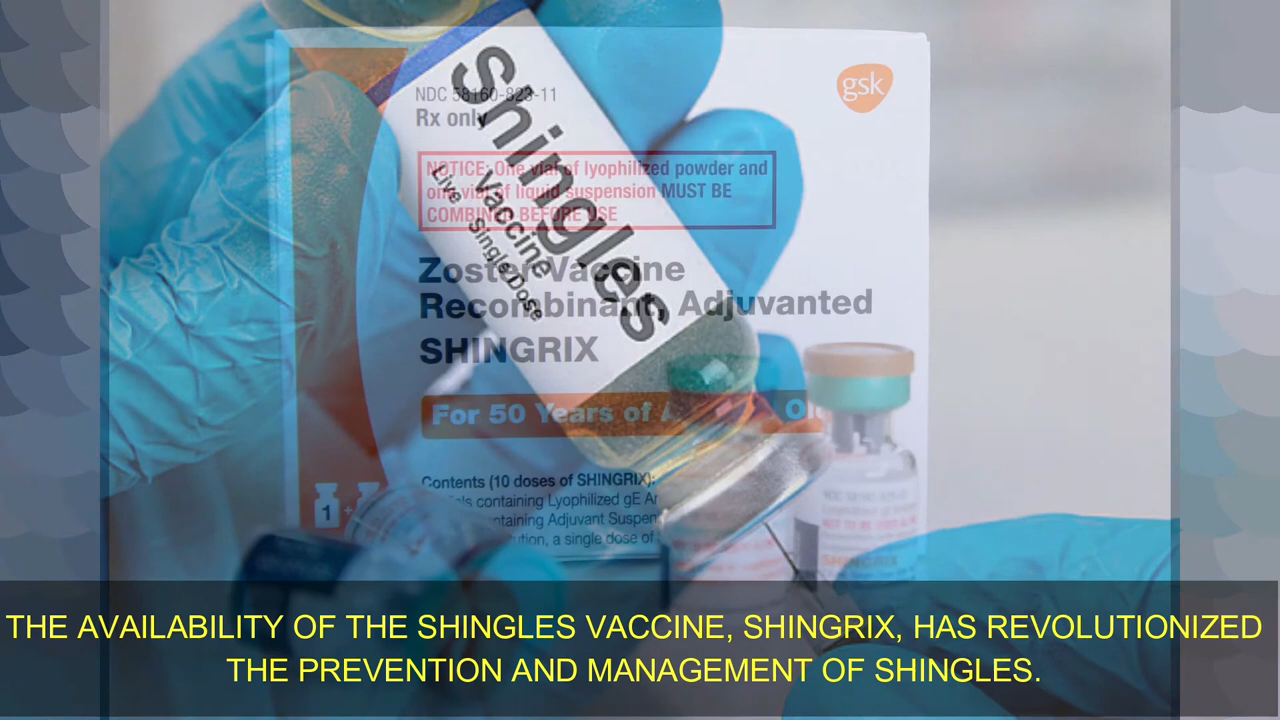 gsk
NDC 58160-823-11
Rx only
NOTICE: One vial of lyophilized powder and
one vial of liquid suspension MUST BE
COMBINED BEFORE USE
Shingles
Vaccine
Live Single Dose
Zoster Vaccine
Recombinant, Adjuvanted
SHINGRIX
For 50 Years of
Contents (10 doses of SHINGRIX):
containing Lyophilized gE
containing Adjuvant
a single dose of
1
THE AVAILABILITY OF THE SHINGLES VACCINE, SHINGRIX, HAS REVOLUTIONIZED
THE PREVENTION AND MANAGEMENT OF SHINGLES.